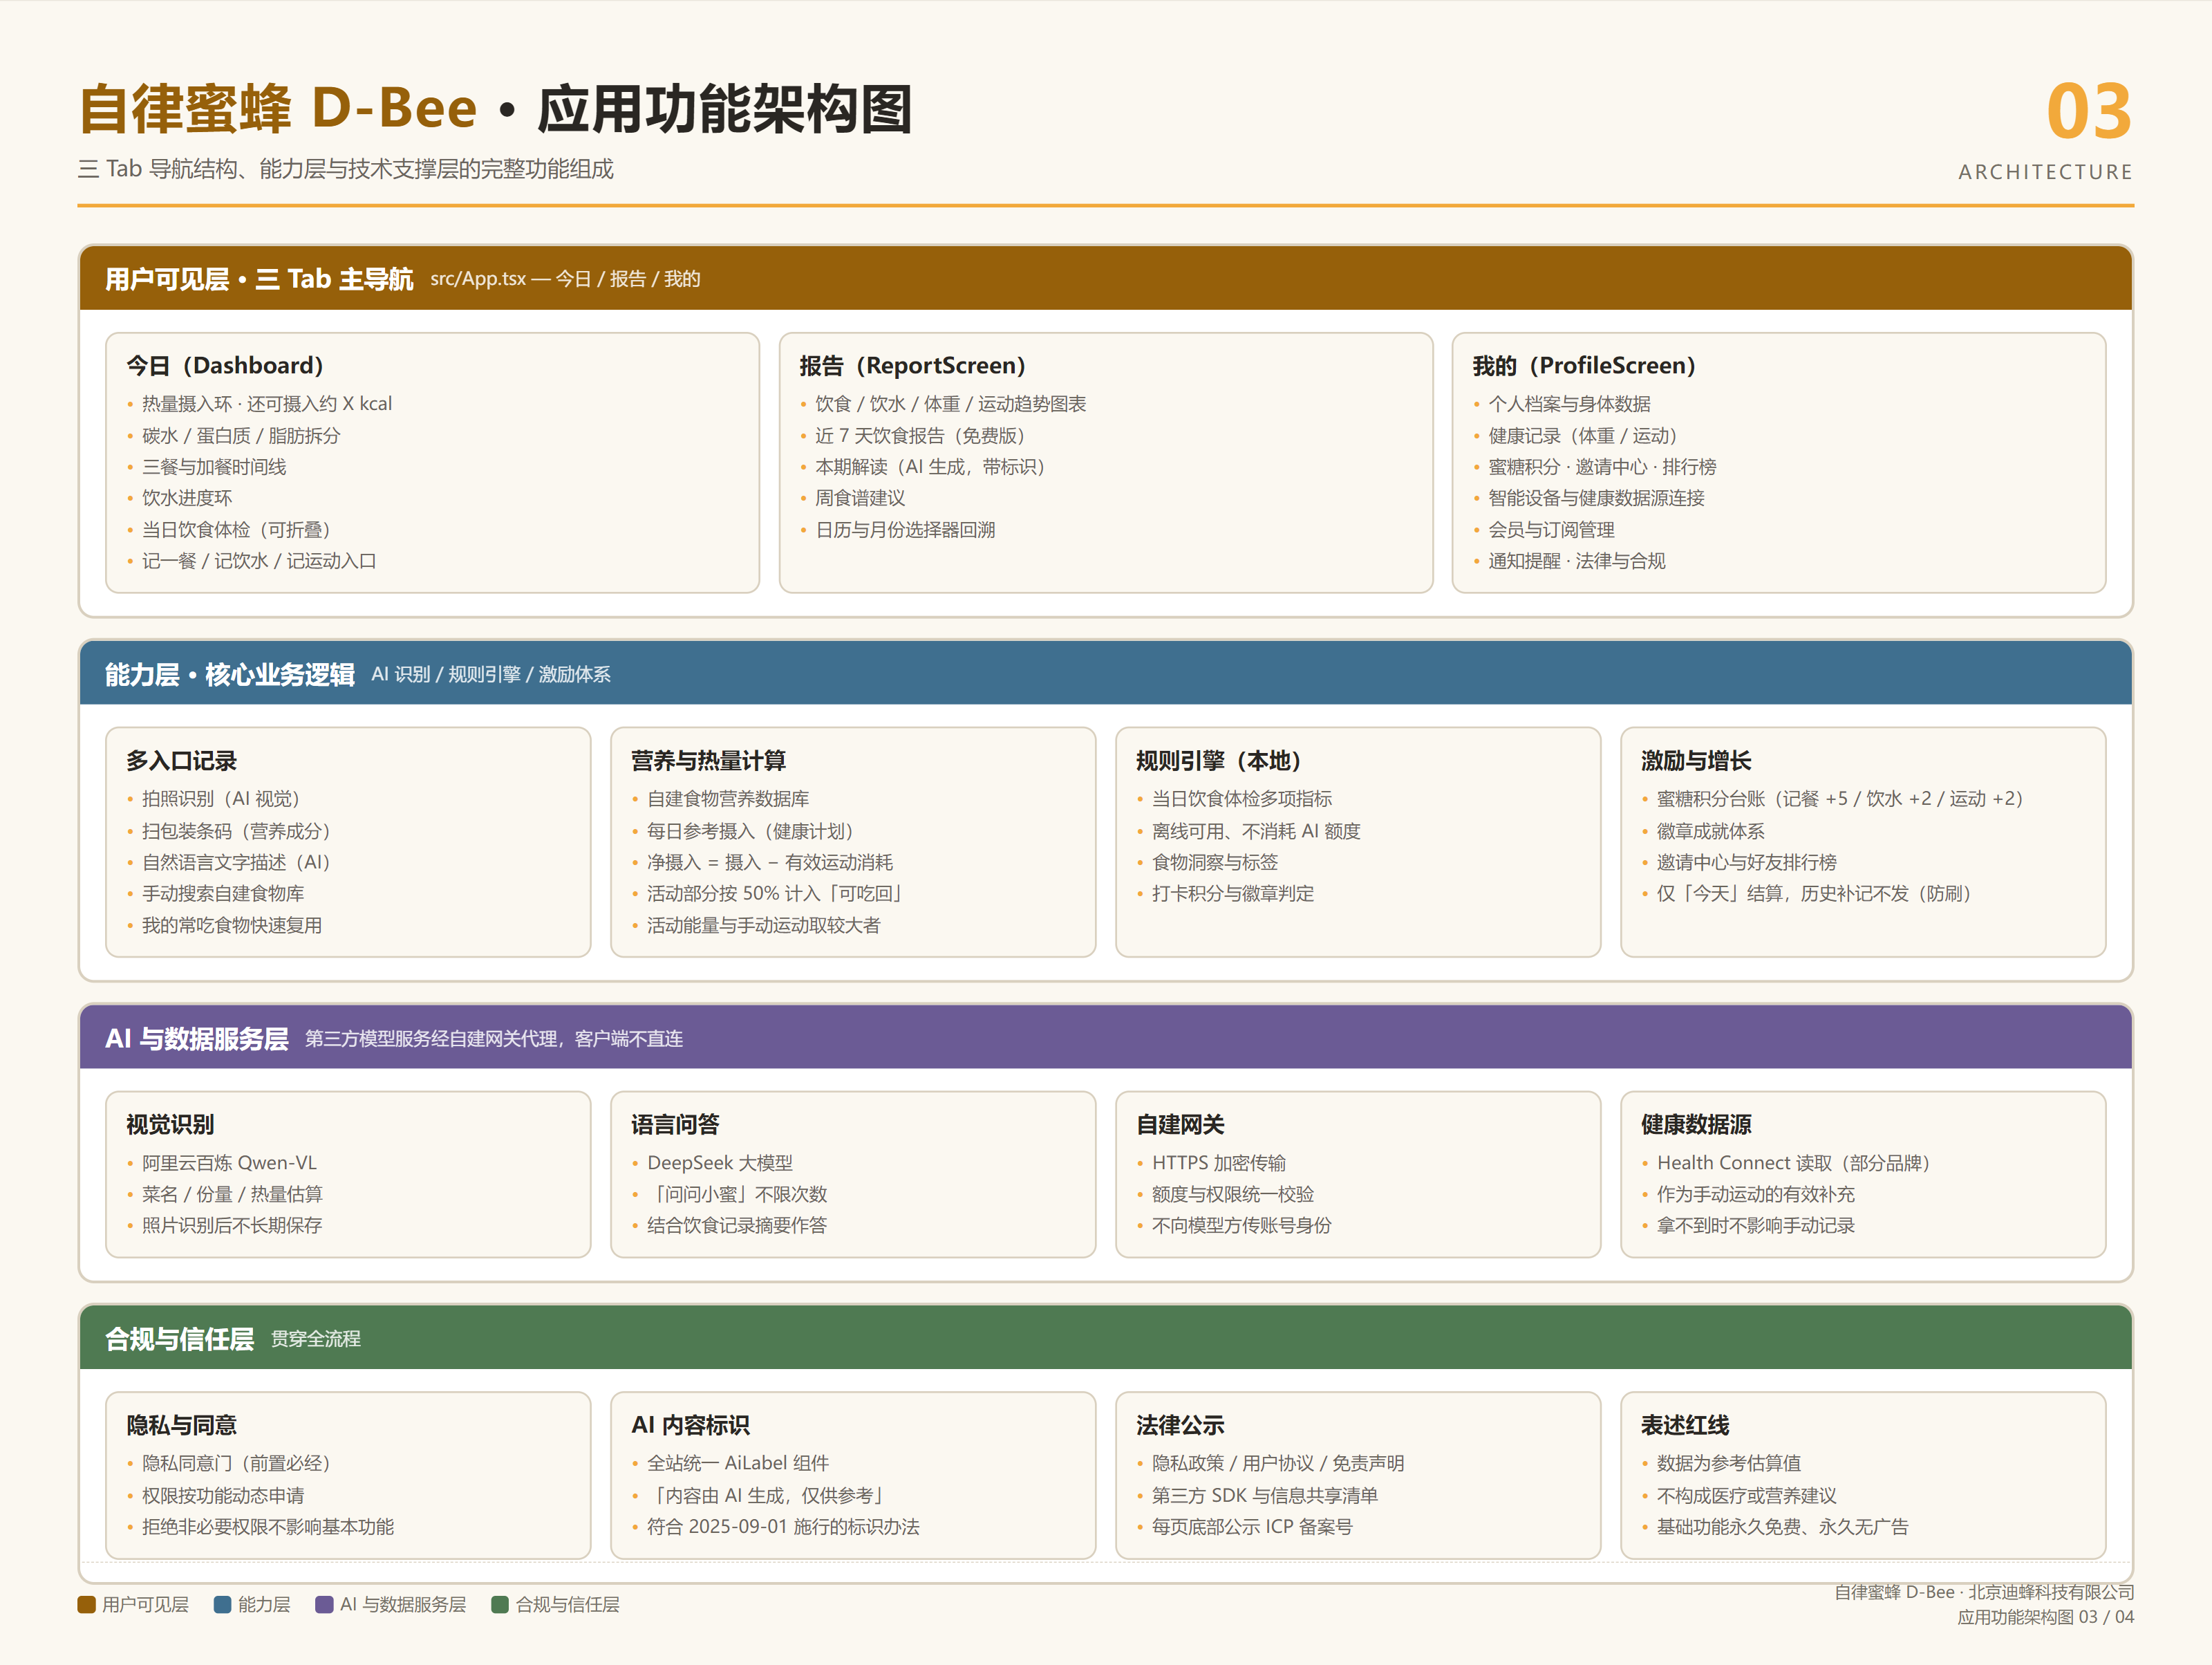 自律蜜蜂 D-Bee · 应用功能架构图
03
三 Tab 导航结构、能力层与技术支撑层的完整功能组成
ARCHITECTURE
用户可见层 · 三 Tab 主导航 src/App.tsx — 今日 / 报告 / 我的
今日（Dashboard）
• 热量摄入环 · 还可摄入约 X kcal
• 碳水 / 蛋白质 / 脂肪拆分
• 三餐与加餐时间线
• 饮水进度环
• 当日饮食体检（可折叠）
• 记一餐 / 记饮水 / 记运动入口
报告（ReportScreen）
• 饮食 / 饮水 / 体重 / 运动趋势图表
• 近 7 天饮食报告（免费版）
• 本期解读（AI 生成，带标识）
• 周食谱建议
• 日历与月份选择器回溯
我的（ProfileScreen）
• 个人档案与身体数据
• 健康记录（体重 / 运动）
• 蜜糖积分 · 邀请中心 · 排行榜
• 智能设备与健康数据源连接
• 会员与订阅管理
• 通知提醒 · 法律与合规
能力层 · 核心业务逻辑 AI 识别 / 规则引擎 / 激励体系
多入口记录
• 拍照识别（AI 视觉）
• 扫包装条码（营养成分）
• 自然语言文字描述（AI）
• 手动搜索自建食物库
• 我的常吃食物快速复用
营养与热量计算
• 自建食物营养数据库
• 每日参考摄入（健康计划）
• 净摄入 = 摄入 − 有效运动消耗
• 活动部分按 50% 计入「可吃回」
• 活动能量与手动运动取较大者
规则引擎（本地）
• 当日饮食体检多项指标
• 离线可用、不消耗 AI 额度
• 食物洞察与标签
• 打卡积分与徽章判定
激励与增长
• 蜜糖积分台账（记餐 +5 / 饮水 +2 / 运动 +2）
• 徽章成就体系
• 邀请中心与好友排行榜
• 仅「今天」结算，历史补记不发（防刷）
AI 与数据服务层 第三方模型服务经自建网关代理，客户端不直连
视觉识别
• 阿里云百炼 Qwen-VL
• 菜名 / 份量 / 热量估算
• 照片识别后不长期保存
语言问答
• DeepSeek 大模型
• 「问问小蜜」不限次数
• 结合饮食记录摘要作答
自建网关
• HTTPS 加密传输
• 额度与权限统一校验
• 不向模型方传账号身份
健康数据源
• Health Connect 读取（部分品牌）
• 作为手动运动的有效补充
• 拿不到时不影响手动记录
合规与信任层 贯穿全流程
隐私与同意
• 隐私同意门（前置必经）
• 权限按功能动态申请
• 拒绝非必要权限不影响基本功能
AI 内容标识
• 全站统一 AiLabel 组件
• 「内容由 AI 生成，仅供参考」
• 符合 2025-09-01 施行的标识办法
法律公示
• 隐私政策 / 用户协议 / 免责声明
• 第三方 SDK 与信息共享清单
• 每页底部公示 ICP 备案号
表述红线
• 数据为参考估算值
• 不构成医疗或营养建议
• 基础功能永久免费、永久无广告
用户可见层 能力层 AI 与数据服务层 合规与信任层
自律蜜蜂 D-Bee · 北京迪蜂科技有限公司
应用功能架构图 03 / 04